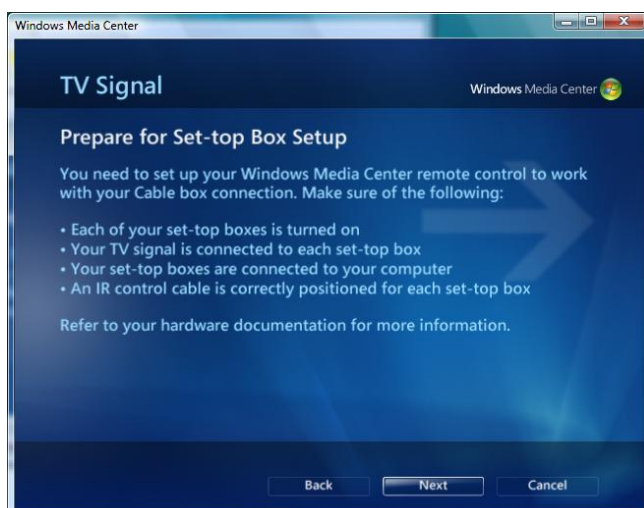 Windows Media Center
TV Signal
Windows Media Center
Prepare for Set-top Box Setup
You need to set up your Windows Media Center remote control to work
with your Cable box connection. Make sure of the following:
• Each of your set-top boxes is turned on
• Your TV signal is connected to each set-top box
• Your set-top boxes are connected to your computer
• An IR control cable is correctly positioned for each set-top box
Refer to your hardware documentation for more information.
Back Next Cancel